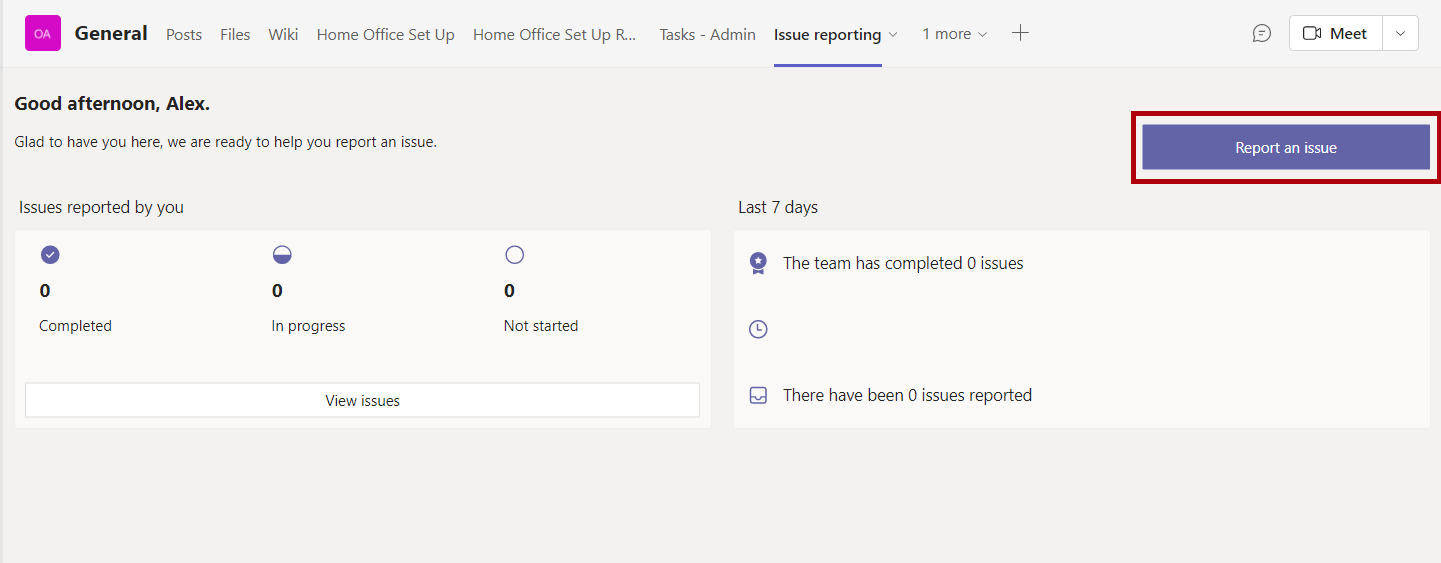 OA General Posts Files Wiki Home Office Set Up Home Office Set Up R... Tasks - Admin Issue reporting 1 more Meet
Good afternoon, Alex.
Glad to have you here, we are ready to help you report an issue.
Report an issue
Issues reported by you
0 0 0
Completed In progress Not started
View issues
Last 7 days
The team has completed 0 issues
There have been 0 issues reported